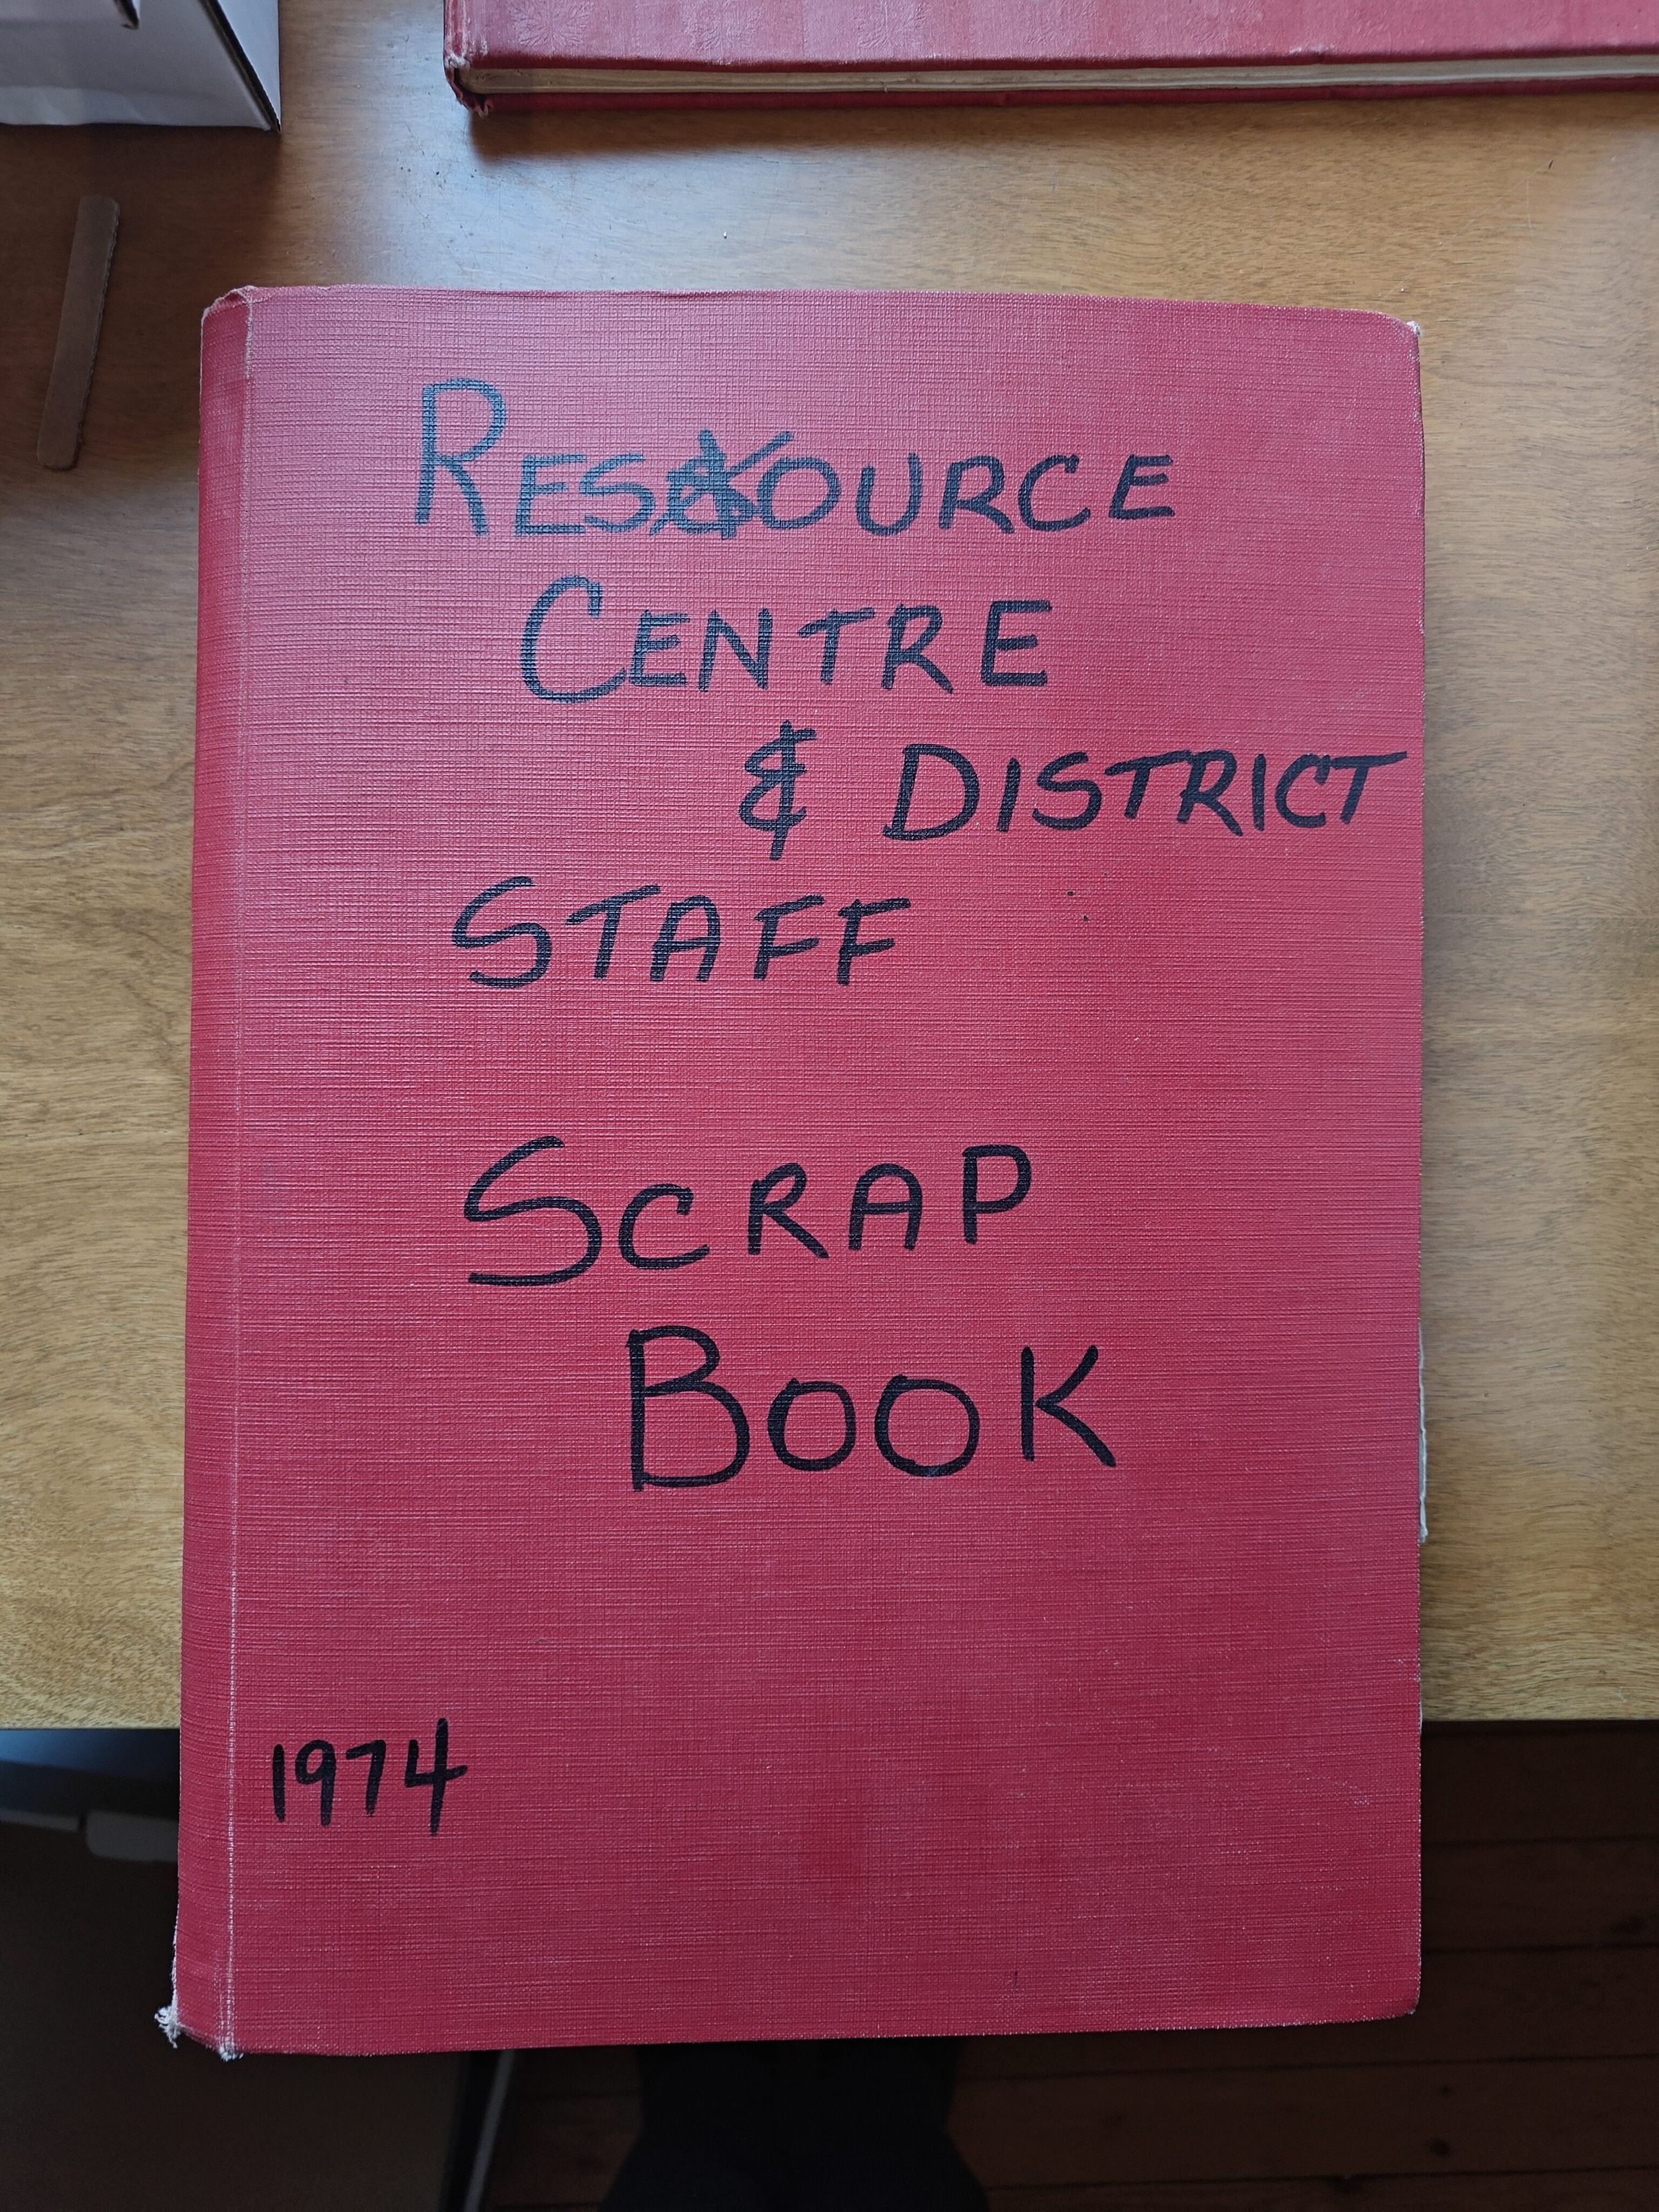 RESOURCE
CENTRE
& DISTRICT
STAFF
SCRAP
BOOK
1974